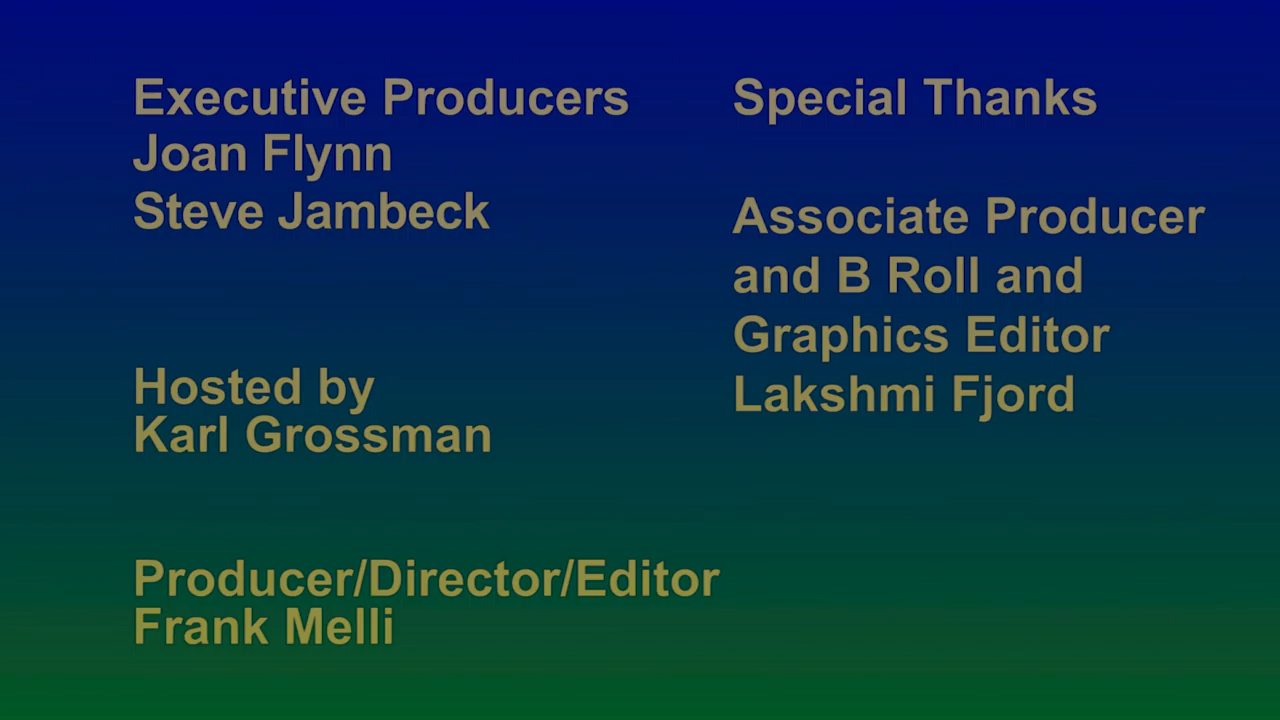 Executive Producers
Joan Flynn
Steve Jambeck
Hosted by
Karl Grossman
Producer/Director/Editor
Frank Melli
Special Thanks
Associate Producer
and B Roll and
Graphics Editor
Lakshmi Fjord